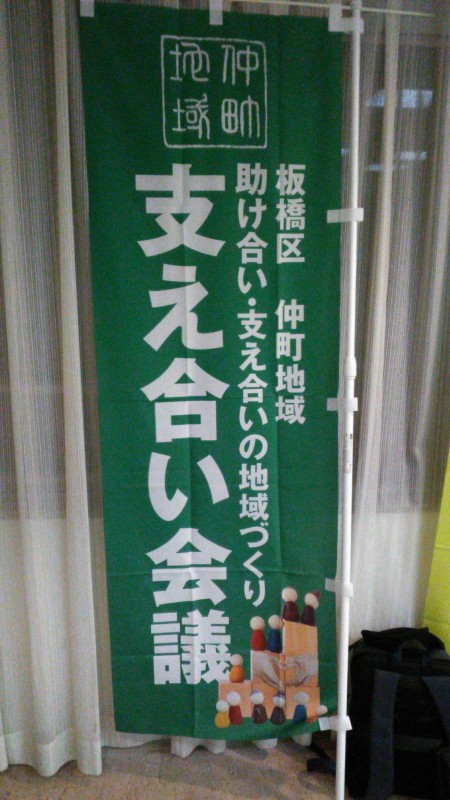 仲町
地域
板橋区 仲町地域
助け合い・支え合いの地域づくり
支え合い会議